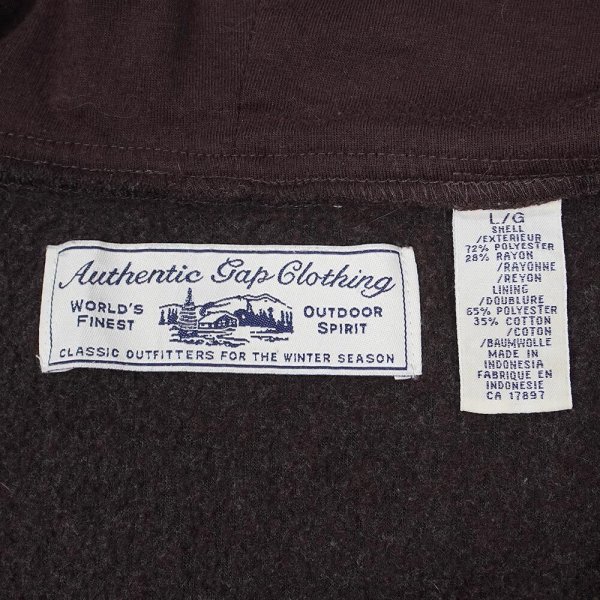 Authentic Gap Clothing
WORLD'S FINEST
OUTDOOR SPIRIT
CLASSIC OUTFITTERS FOR THE WINTER SEASON
L/G
SHELL
/EXTERIEUR
72% POLYESTER
28% RAYON
/RAYONNE
/REYON
LINING
/DOUBLURE
65% POLYESTER
35% COTTON
/COTON
/BAUMWOLLE
MADE IN
INDONESIA
FABRIQUE EN
INDONESIE
CA 17897